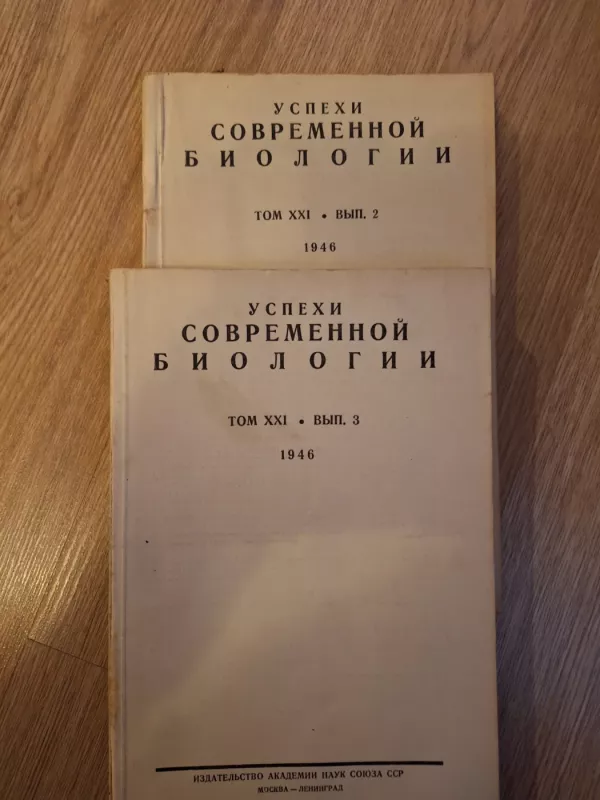 УСПЕХИ
СОВРЕМЕННОЙ
БИОЛОГИИ
ТОМ XXI • ВЫП. 2
1946
УСПЕХИ
СОВРЕМЕННОЙ
БИОЛОГИИ
ТОМ XXI • ВЫП. 3
1946
ИЗДАТЕЛЬСТВО АКАДЕМИИ НАУК СОЮЗА ССР
МОСКВА — ЛЕНИНГРАД